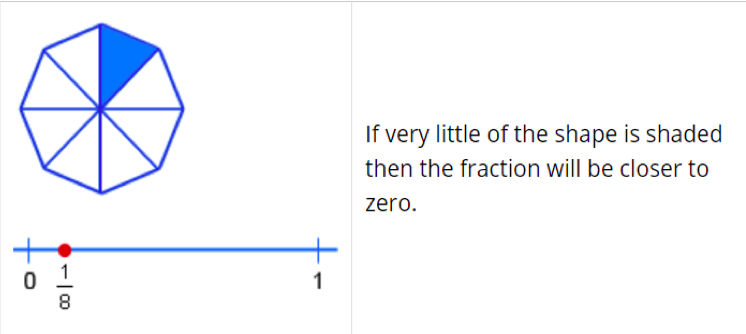 If very little of the shape is shaded
then the fraction will be closer to
zero.
0
1
8
1